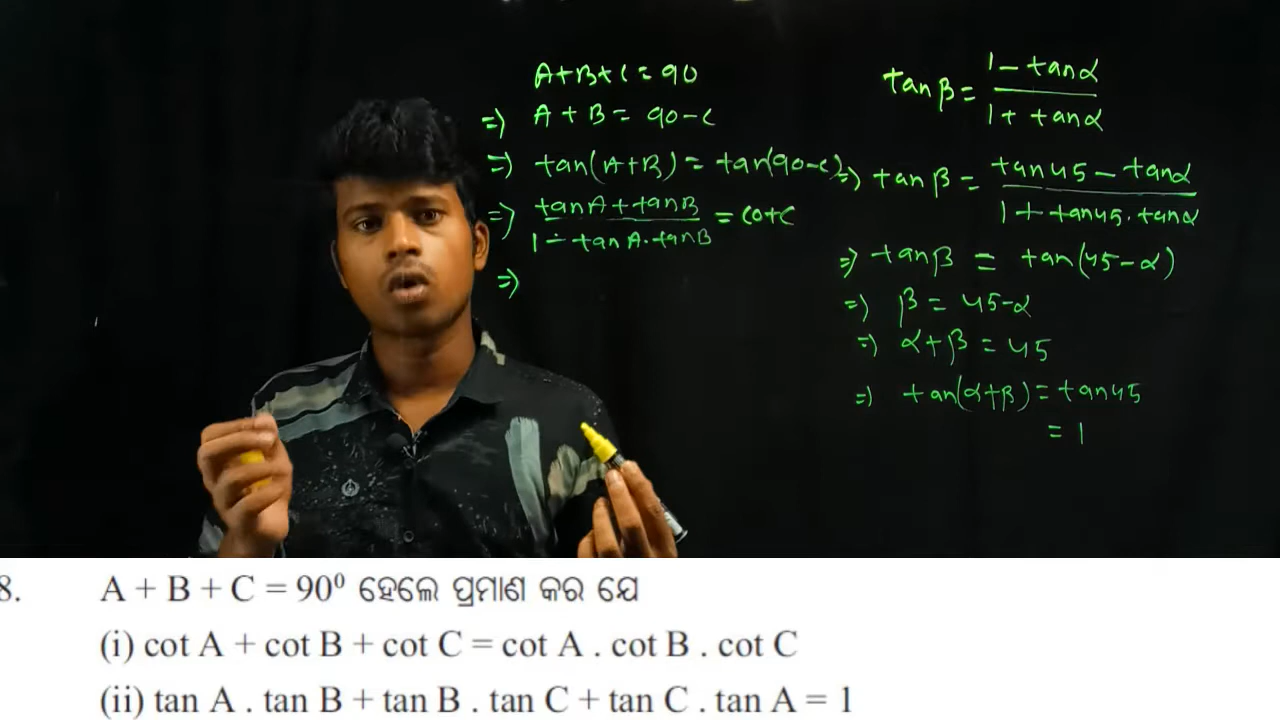 A+B+C=90
=) A+B=90-C
=) tan(A+B)=tan(90-C)
=) tanA+tanB/1-tanA.tanB=cotC
=)
tanβ=1-tanα/1+tanα
=) tanβ=tan45-tanα/1+tan45.tanα
=) tanβ=tan(45-α)
=) β=45-α
=) α+β=45
=) tan(α+β)=tan45
=1
8. A + B + C = 90⁰ ହେଲେ ପ୍ରମାଣ କର ଯେ
(i) cot A + cot B + cot C = cot A . cot B . cot C
(ii) tan A . tan B + tan B . tan C + tan C . tan A = 1